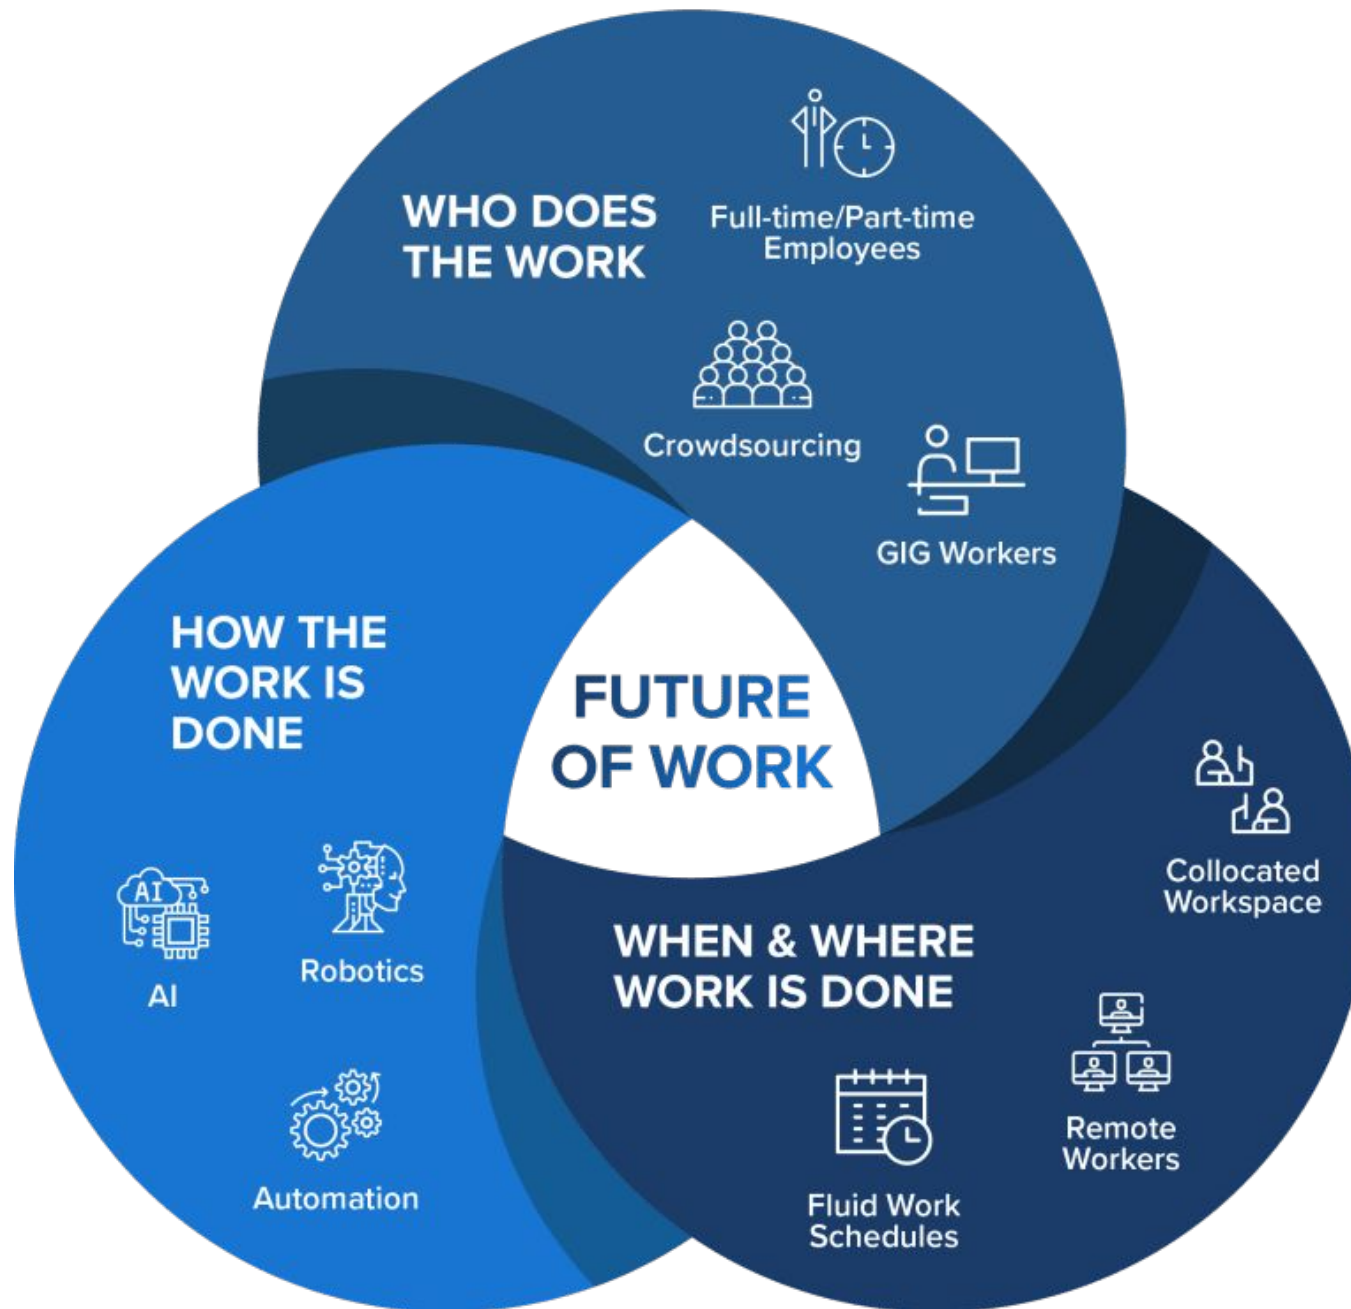 WHO DOES
THE WORK
Full-time/Part-time
Employees
Crowdsourcing
GIG Workers
HOW THE
WORK IS
DONE
AI
AI
Robotics
Automation
FUTURE
OF WORK
WHEN & WHERE
WORK IS DONE
Collocated
Workspace
Remote
Workers
Fluid Work
Schedules